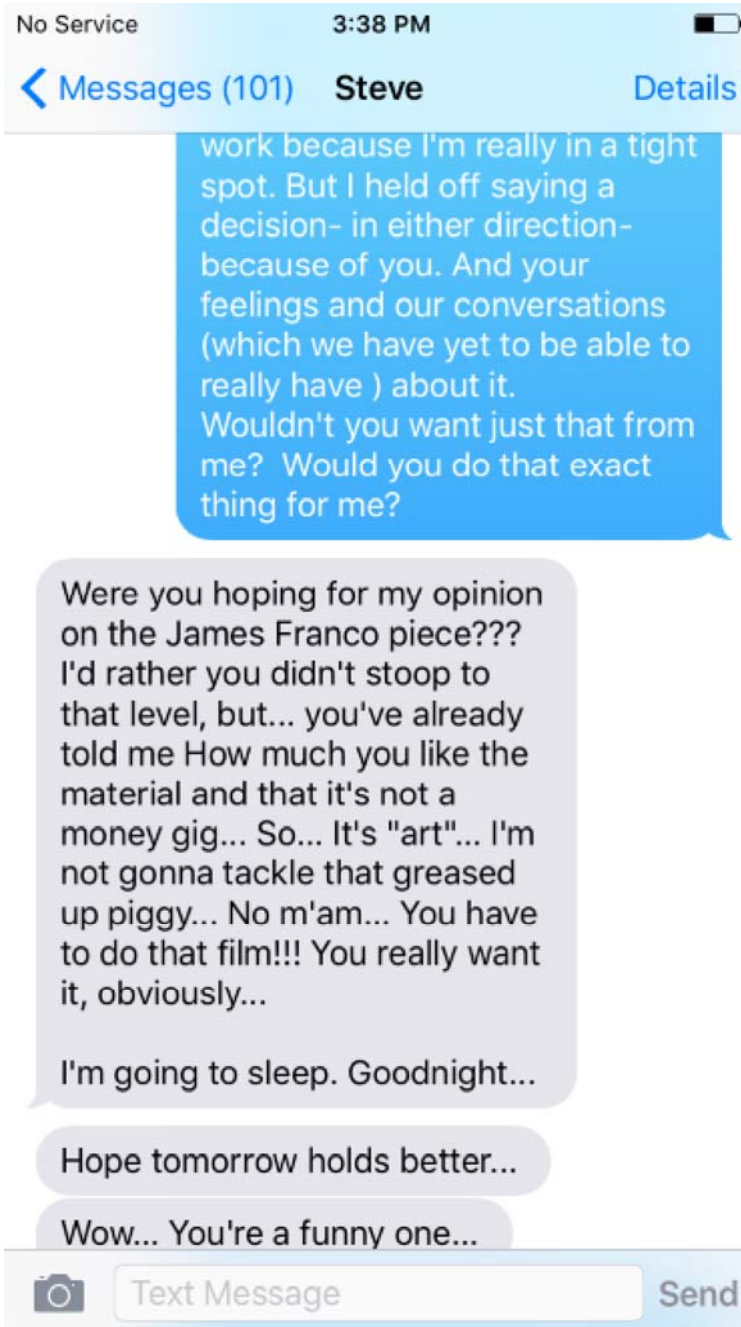 No Service 3:38 PM
Messages (101) Steve Details
work because I'm really in a tight
spot. But I held off saying a
decision- in either direction-
because of you. And your
feelings and our conversations
(which we have yet to be able to
really have ) about it.
Wouldn't you want just that from
me?  Would you do that exact
thing for me?
Were you hoping for my opinion
on the James Franco piece???
I'd rather you didn't stoop to
that level, but... you've already
told me How much you like the
material and that it's not a
money gig... So... It's "art"... I'm
not gonna tackle that greased
up piggy... No m'am... You have
to do that film!!! You really want
it, obviously...
I'm going to sleep. Goodnight...
Hope tomorrow holds better...
Wow... You're a funny one...
Text Message Send